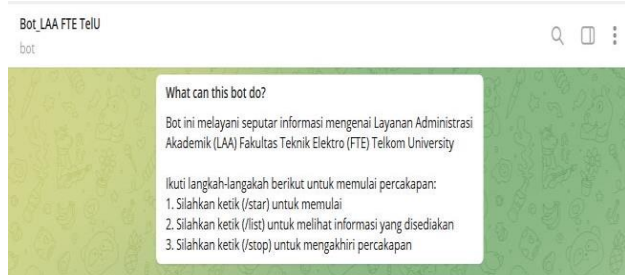 Bot_LAA FTE TelU
bot
What can this bot do?
Bot ini melayani seputar informasi mengenai Layanan Administrasi
Akademik (LAA) Fakultas Teknik Elektro (FTE) Telkom University
Ikuti langkah-langakah berikut untuk memulai percakapan:
1. Silahkan ketik (/star) untuk memulai
2. Silahkan ketik (/list) untuk melihat informasi yang disediakan
3. Silahkan ketik (/stop) untuk mengakhiri percakapan